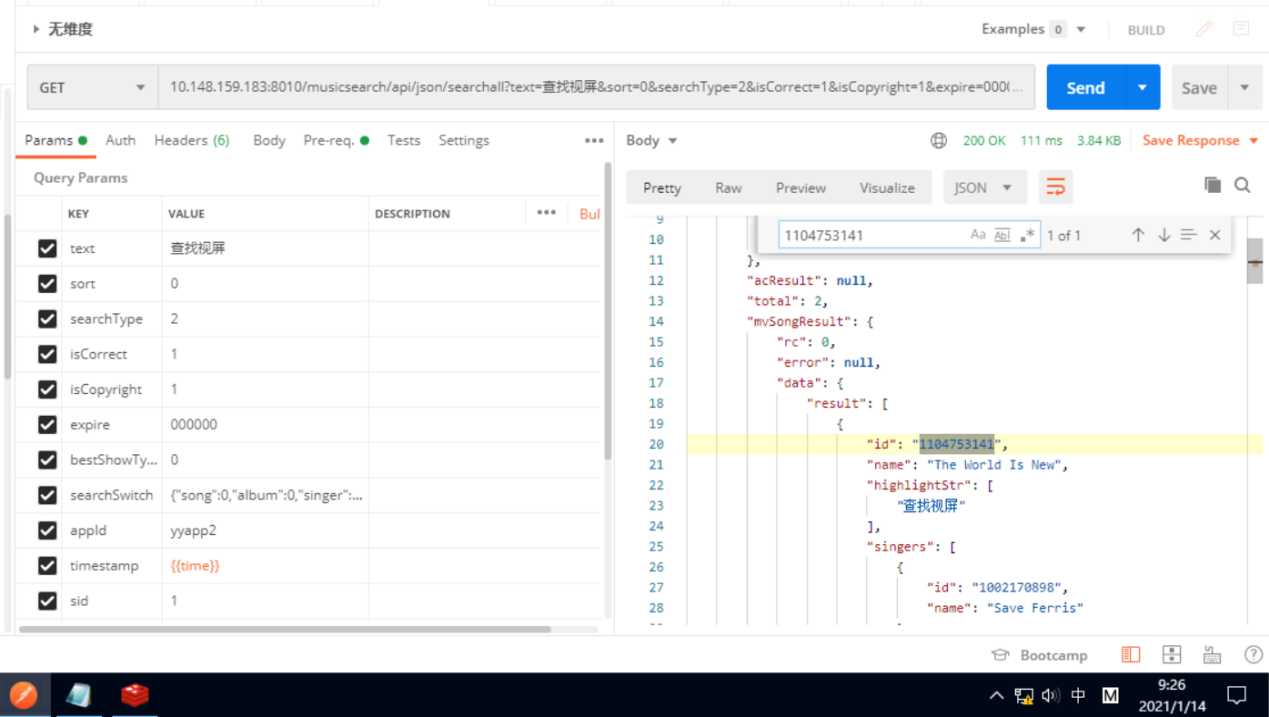 无维度
Examples 0
BUILD
GET
10.148.159.183:8010/musicsearch/api/json/searchall?text=查找视屏&sort=0&searchType=2&isCorrect=1&isCopyright=1&expire=000(...
Send
Save
Params
Auth
Headers (6)
Body
Pre-req.
Tests
Settings
Query Params
KEY VALUE DESCRIPTION ••• Bul
text 查找视屏
sort 0
searchType 2
isCorrect 1
isCopyright 1
expire 000000
bestShowTy... 0
searchSwitch {"song":0,"album":0,"singer":...
appId yyapp2
timestamp {{time}}
sid 1
Body
200 OK 111 ms 3.84 KB Save Response
Pretty Raw Preview Visualize JSON
1104753141 Aa Abl .* 1 of 1
9
10
11 },
12 "acResult": null,
13 "total": 2,
14 "mvSongResult": {
15 "rc": 0,
16 "error": null,
17 "data": {
18 "result": [
19 {
20 "id": "1104753141",
21 "name": "The World Is New",
22 "highlightStr": [
23 "查找视屏"
24 ],
25 "singers": [
26 {
27 "id": "1002170898",
28 "name": "Save Ferris"
Bootcamp
中 M 9:26
2021/1/14